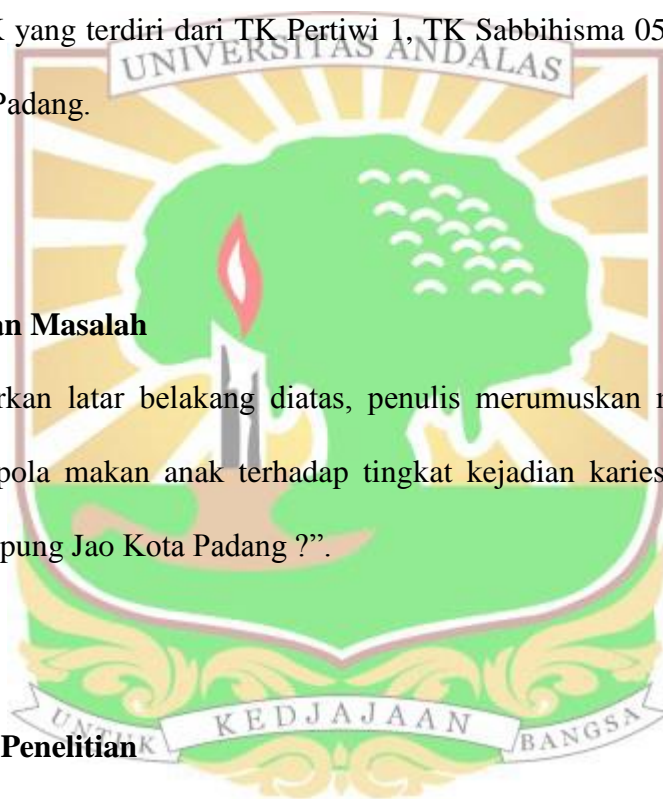 K yang terdiri dari TK Pertiwi 1, TK Sabbihisma 05
UNIVERSITAS ANDALAS
Padang.
an Masalah
rkan latar belakang diatas, penulis merumuskan
pola makan anak terhadap tingkat kejadian karies
pung Jao Kota Padang ?”.
UNTUK KEDJAJAAN BANGSA
Penelitian